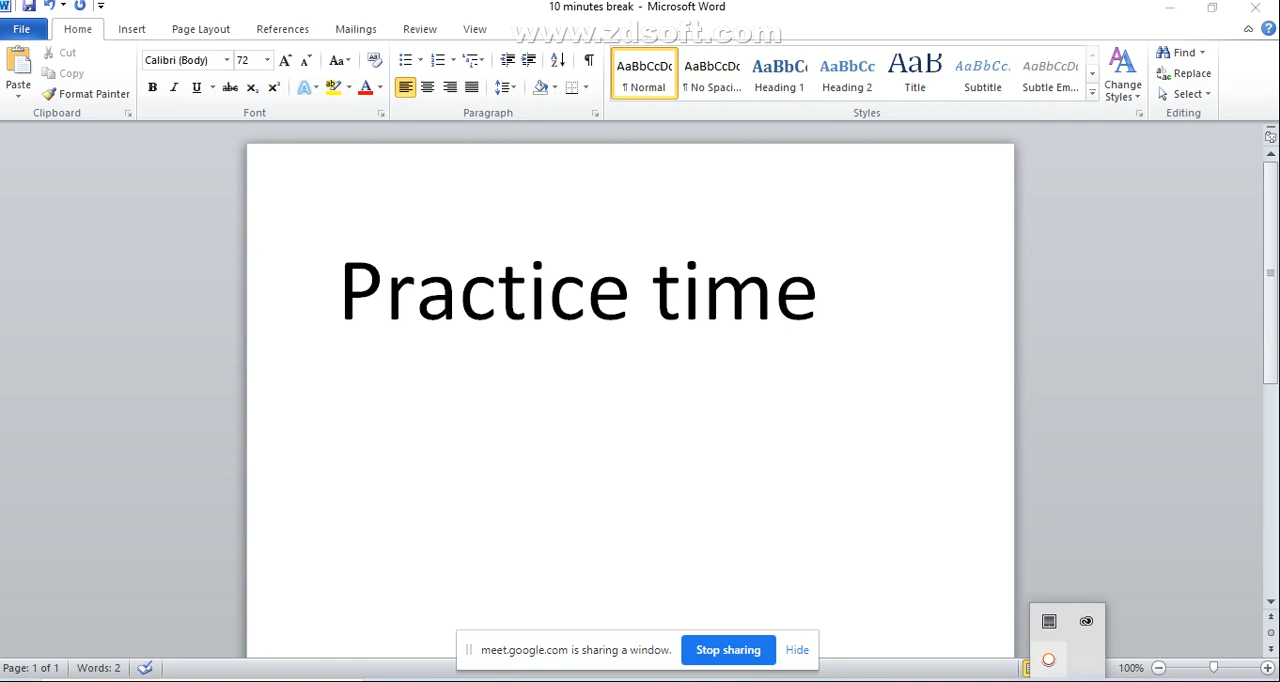 10 minutes break - Microsoft Word
File Home Insert Page Layout References Mailings Review View
www.zdsoft.com
Paste
Cut
Copy
Format Painter
Clipboard
Calibri (Body) 72
Font
Paragraph
AaBbCcDc AaBbCcDc AaBbC AaBbCc AaB AaBbCc. AaBbCcDc
¶ Normal ¶ No Spaci... Heading 1 Heading 2 Title Subtitle Subtle Em...
Change
Styles
Styles
Find
Replace
Select
Editing
Practice time
meet.google.com is sharing a window. Stop sharing Hide
Page: 1 of 1 Words: 2 100%